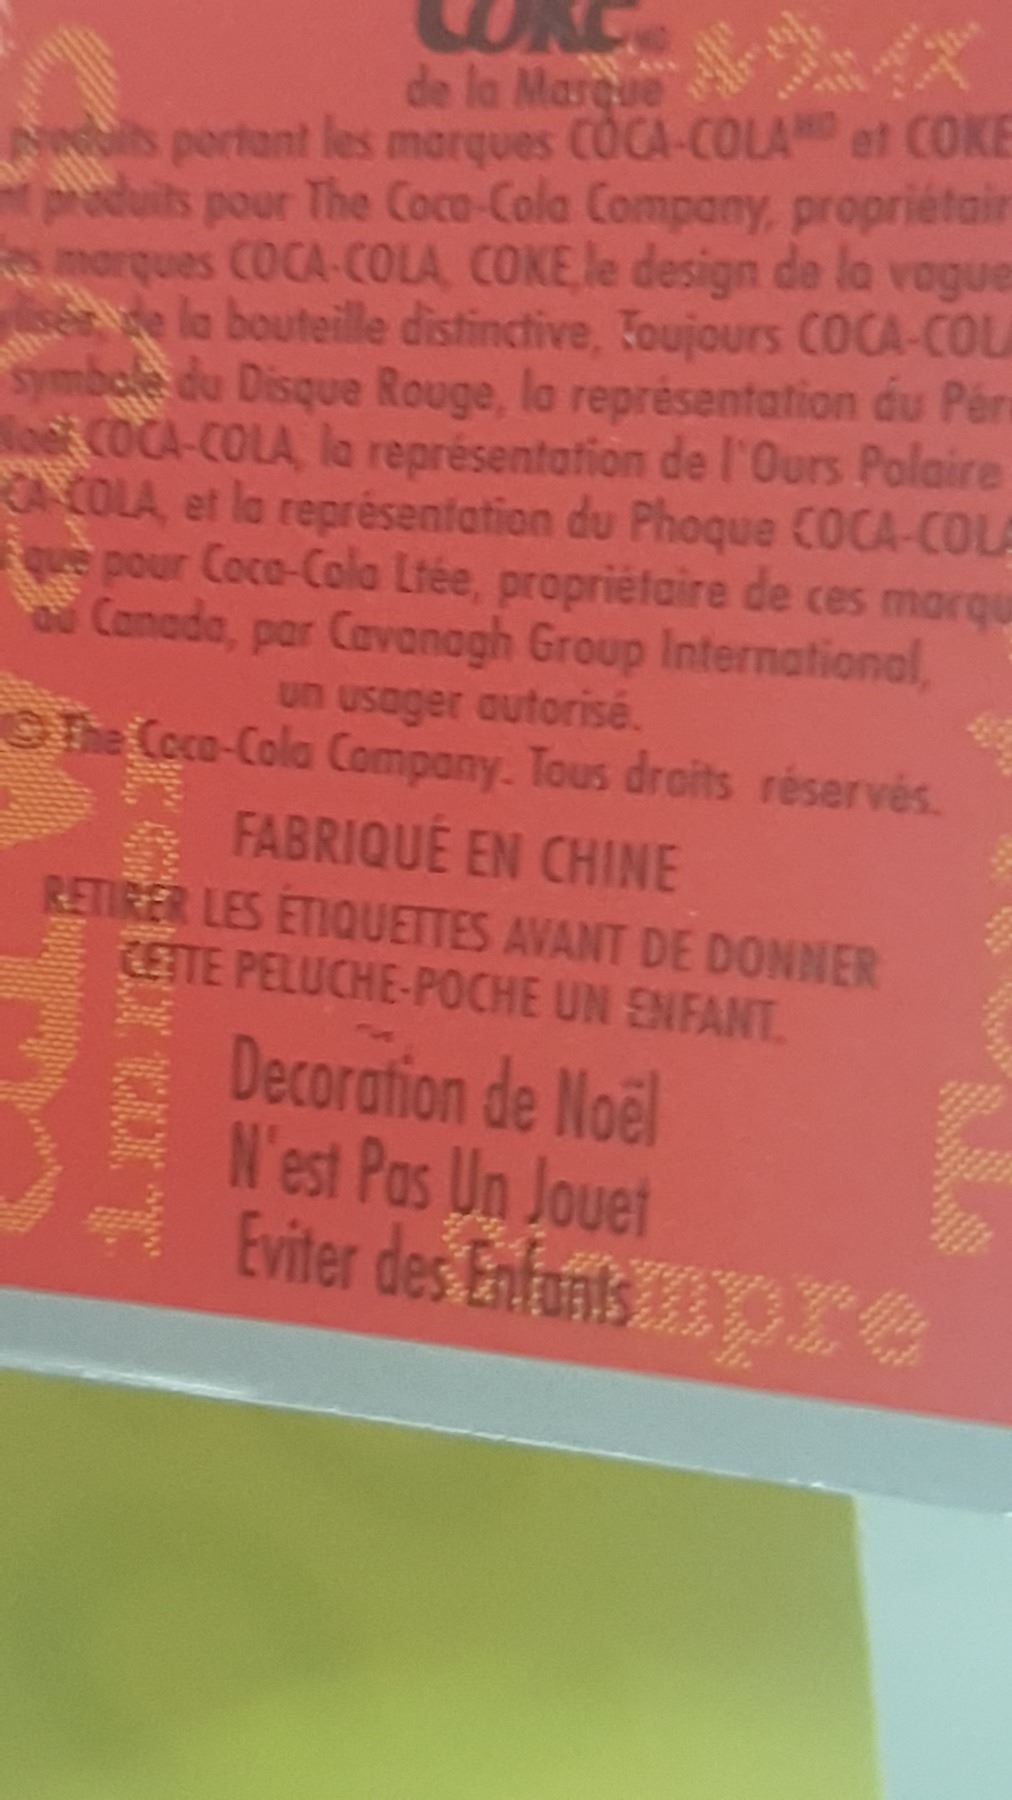 COKE
de la Marque
produits portant les marques COCA-COLA MD et COKE
produits pour The Coca-Cola Company, propriétair
marques COCA-COLA, COKE, le design de la vague
de la bouteille distinctive, Toujours COCA-COLA
symbole du Disque Rouge, la représentation du Pèr
Noël COCA-COLA, la représentation de l'Ours Polaire
CA-COLA, et la représentation du Phoque COCA-COLA
que pour Coca-Cola Ltée, propriétaire de ces marqu
au Canada, par Cavanagh Group International,
un usager autorisé.
© The Coca-Cola Company. Tous droits réservés.
FABRIQUÉ EN CHINE
RETIRER LES ÉTIQUETTES AVANT DE DONNER
CETTE PELUCHE-POCHE UN ENFANT.
Decoration de Noël
N'est Pas Un Jouet
Eviter des Enfants
Siempre